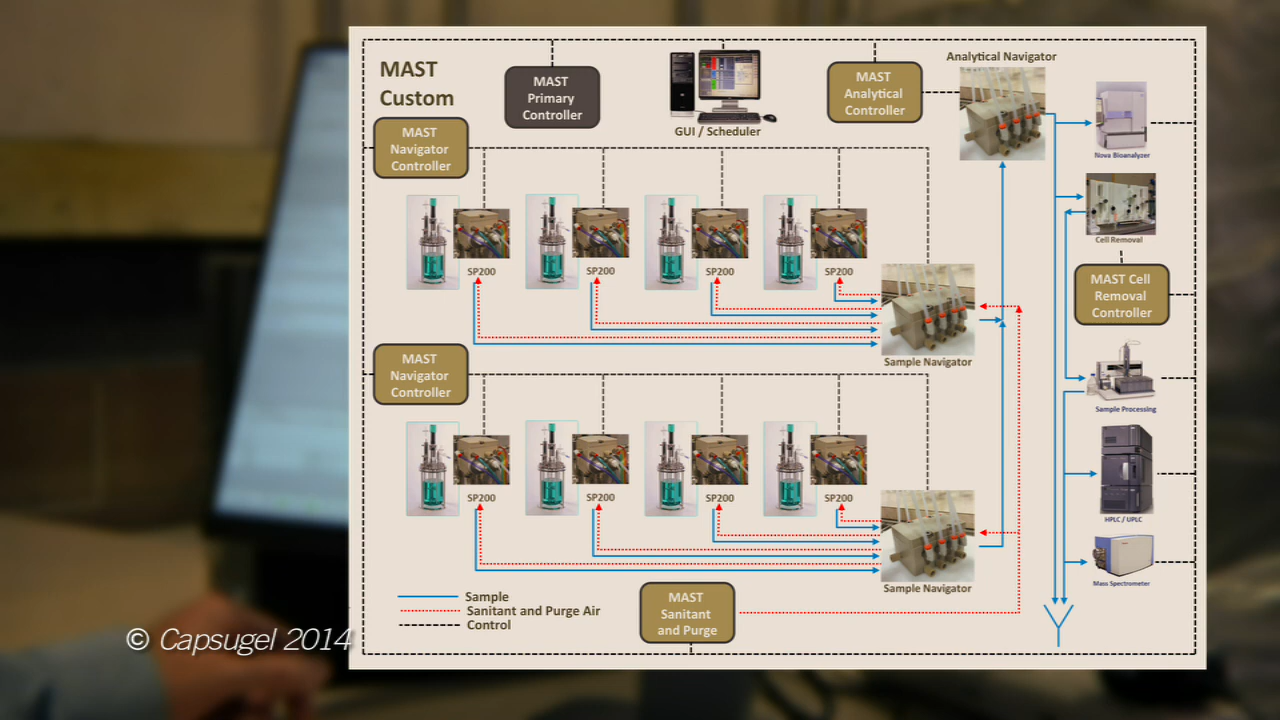 MAST
Custom
MAST
Primary
Controller
GUI / Scheduler
MAST
Analytical
Controller
Analytical Navigator
MAST
Navigator
Controller
Nova Bioanalyzer
Cell Removal
SP200
SP200
SP200
SP200
MAST Cell
Removal
Controller
Sample Navigator
MAST
Navigator
Controller
Sample Processing
SP200
SP200
SP200
SP200
HPLC / UPLC
Mass Spectrometer
Sample Navigator
Sample
Sanitant and Purge Air
Control
MAST
Sanitant
and Purge
© Capsugel 2014